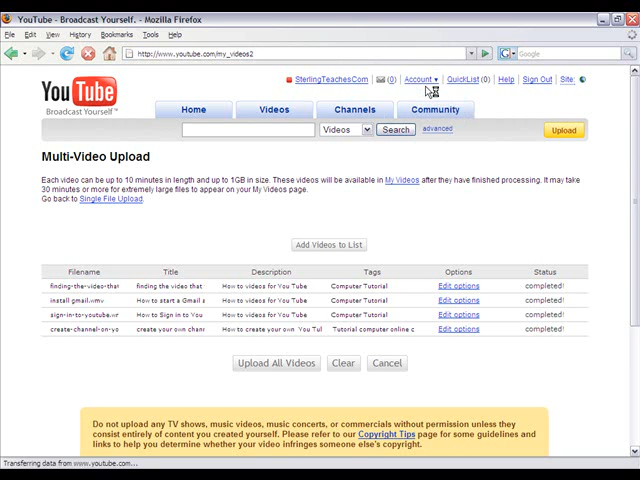 YouTube - Broadcast Yourself. - Mozilla Firefox
File Edit View History Bookmarks Tools Help
http://www.youtube.com/my_videos2
Google
YouTube
Broadcast Yourself™
SterlingTeachesCom (0) Account QuickList (0) Help Sign Out Site:
Home Videos Channels Community
Videos Search advanced Upload
Multi-Video Upload
Each video can be up to 10 minutes in length and up to 1GB in size. These videos will be available in My Videos after they have finished processing. It may take
30 minutes or more for extremely large files to appear on your My Videos page.
Go back to Single File Upload.
Add Videos to List
Filename Title Description Tags Options Status
finding-the-video-that finding the video that How to videos for You Tube Computer Tutorial Edit options completed!
install gmail.wmv How to start a Gmail a How to videos for You Tube Computer Tutorial Edit options completed!
sign-in-to-youtube.wr How to Sign in to You How to videos for You Tube Computer Tutorial Edit options completed!
create-channel-on-yo create your own chann How to create your own You Tul Tutorial computer online c Edit options completed!
Upload All Videos Clear Cancel
Do not upload any TV shows, music videos, music concerts, or commercials without permission unless they
consist entirely of content you created yourself. Please refer to our Copyright Tips page for some guidelines and
links to help you determine whether your video infringes someone else's copyright.
Transferring data from www.youtube.com...